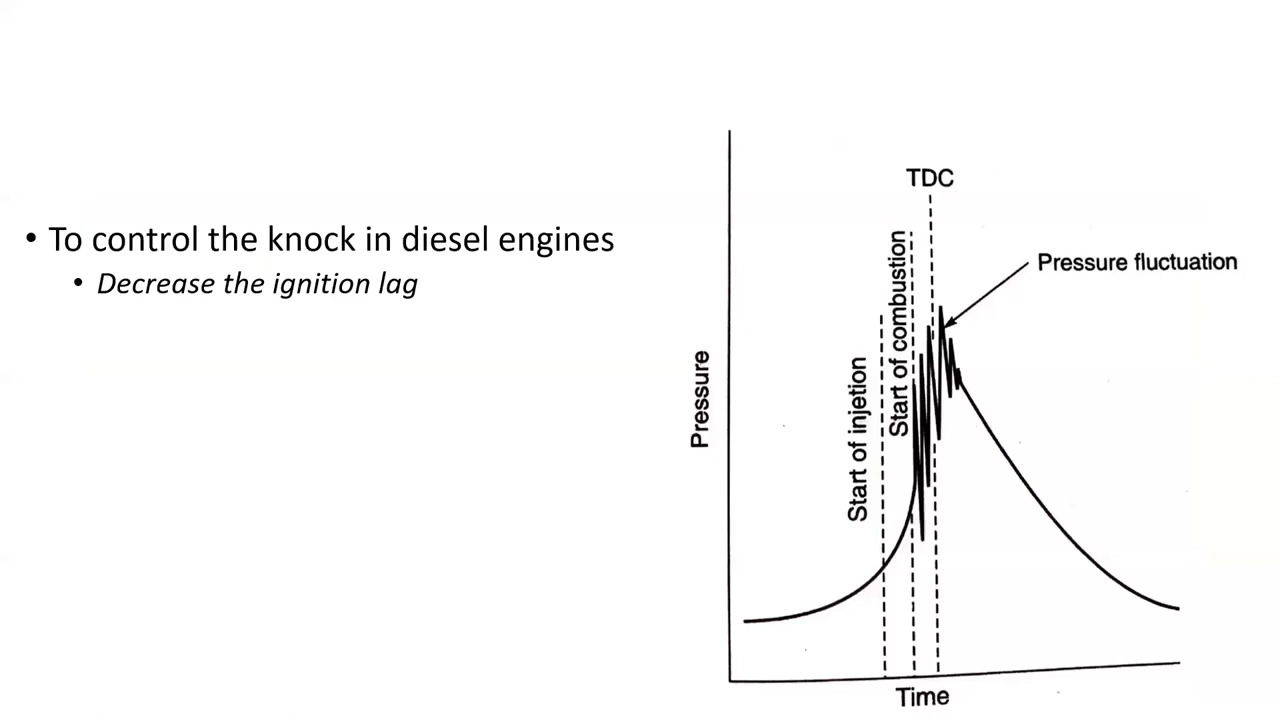 • To control the knock in diesel engines
• Decrease the ignition lag
TDC
Start of combustion
Pressure fluctuation
Start of injetion
Pressure
Time